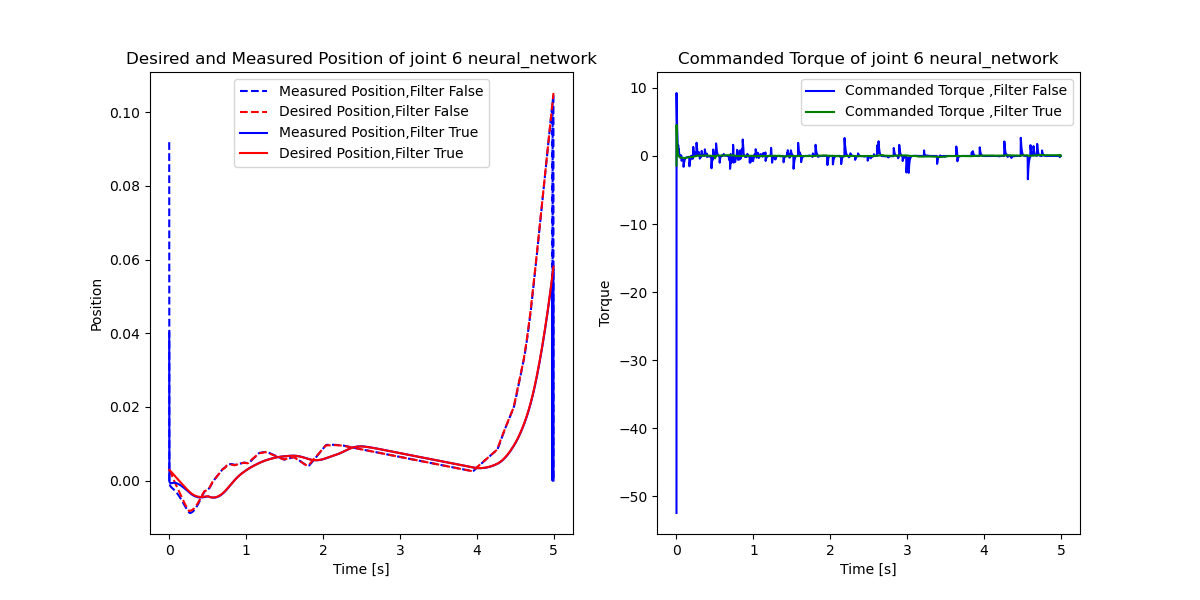 Desired and Measured Position of joint 6 neural_network
Measured Position,Filter False
Desired Position,Filter False
Measured Position,Filter True
Desired Position,Filter True
Position
0.10
0.08
0.06
0.04
0.02
0.00
0 1 2 3 4 5
Time [s]
Commanded Torque of joint 6 neural_network
Commanded Torque ,Filter False
Commanded Torque ,Filter True
Torque
10
0
−10
−20
−30
−40
−50
0 1 2 3 4 5
Time [s]